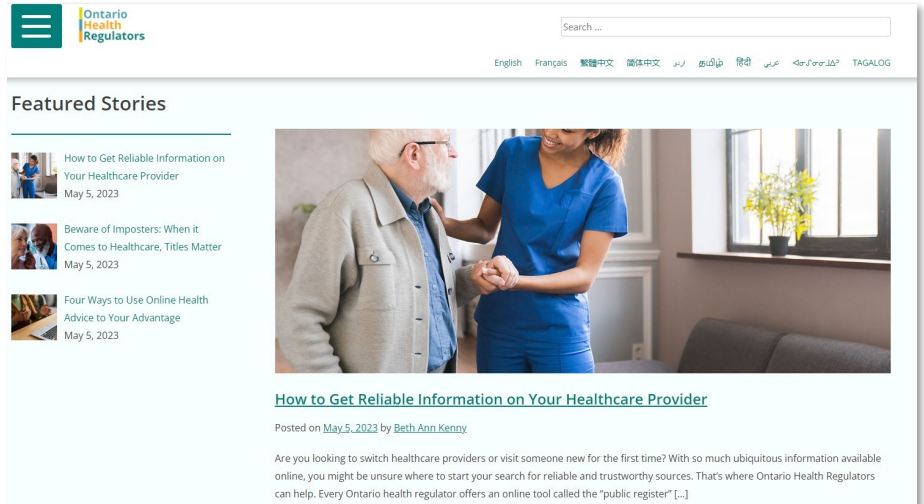 Ontario
Health
Regulators
Search ...
English Français 繁體中文 简体中文 اردو தமிழ் हिंदी عربي ᐊᓂᔑᓂᓂᒧᐃᐣ TAGALOG
Featured Stories
How to Get Reliable Information on
Your Healthcare Provider
May 5, 2023
Beware of Imposters: When it
Comes to Healthcare, Titles Matter
May 5, 2023
Four Ways to Use Online Health
Advice to Your Advantage
May 5, 2023
How to Get Reliable Information on Your Healthcare Provider
Posted on May 5, 2023 by Beth Ann Kenny
Are you looking to switch healthcare providers or visit someone new for the first time? With so much ubiquitous information available
online, you might be unsure where to start your search for reliable and trustworthy sources. That’s where Ontario Health Regulators
can help. Every Ontario health regulator offers an online tool called the “public register” […]